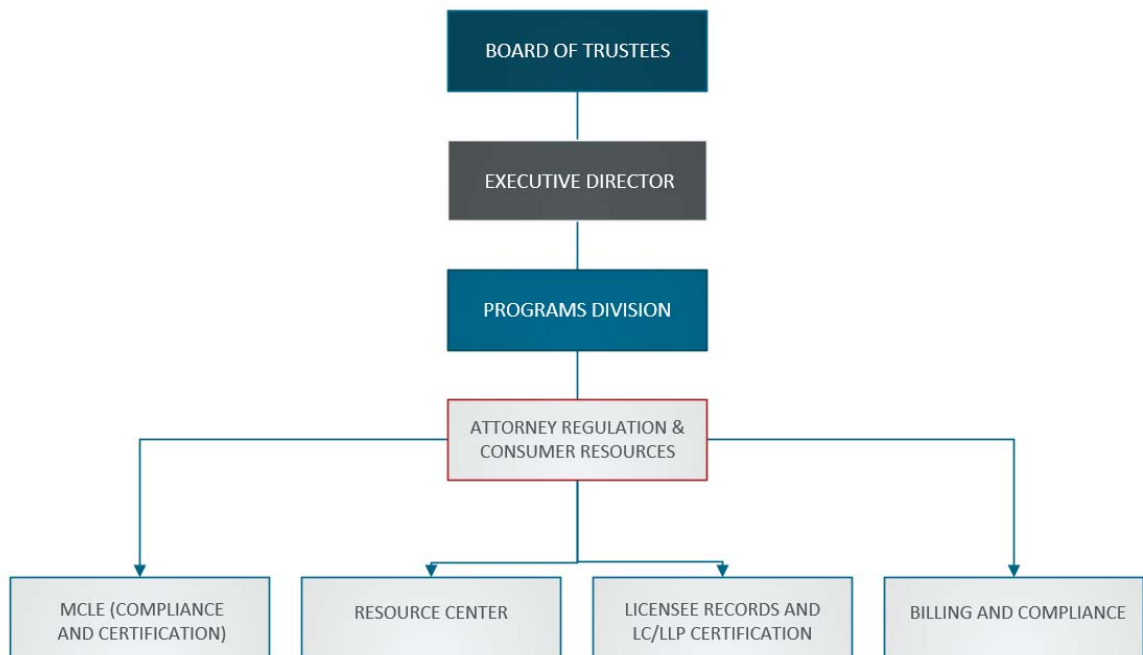 BOARD OF TRUSTEES
EXECUTIVE DIRECTOR
PROGRAMS DIVISION
ATTORNEY REGULATION &
CONSUMER RESOURCES
MCLE (COMPLIANCE
AND CERTIFICATION)
RESOURCE CENTER
LICENSEE RECORDS AND
LC/LLP CERTIFICATION
BILLING AND COMPLIANCE